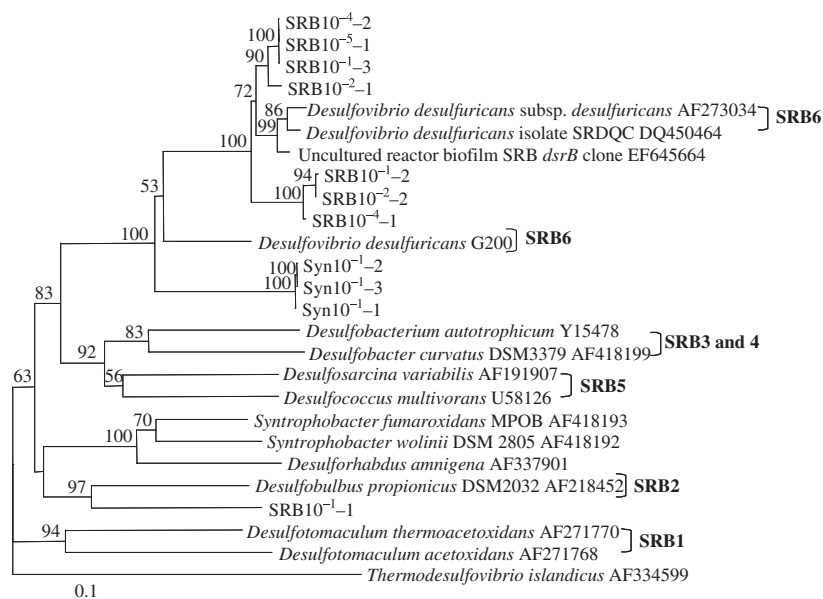 SRB10⁻⁴–2
100
SRB10⁻⁵–1
90
SRB10⁻¹–3
SRB10⁻²–1
72
86
Desulfovibrio desulfuricans subsp. desulfuricans AF273034
SRB6
99
Desulfovibrio desulfuricans isolate SRDQC DQ450464
100
Uncultured reactor biofilm SRB dsrB clone EF645664
94
SRB10⁻¹–2
53
100
SRB10⁻²–2
SRB10⁻⁴–1
100
Desulfovibrio desulfuricans G200
SRB6
100
Syn10⁻¹–2
100
Syn10⁻¹–3
83
Syn10⁻¹–1
83
Desulfobacterium autotrophicum Y15478
SRB3 and 4
92
Desulfobacter curvatus DSM3379 AF418199
63
56
Desulfosarcina variabilis AF191907
SRB5
Desulfococcus multivorans U58126
70
Syntrophobacter fumaroxidans MPOB AF418193
100
Syntrophobacter wolinii DSM 2805 AF418192
Desulforhabdus amnigena AF337901
97
Desulfobulbus propionicus DSM2032 AF218452
SRB2
SRB10⁻¹–1
94
Desulfotomaculum thermoacetoxidans AF271770
SRB1
Desulfotomaculum acetoxidans AF271768
Thermodesulfovibrio islandicus AF334599
0.1